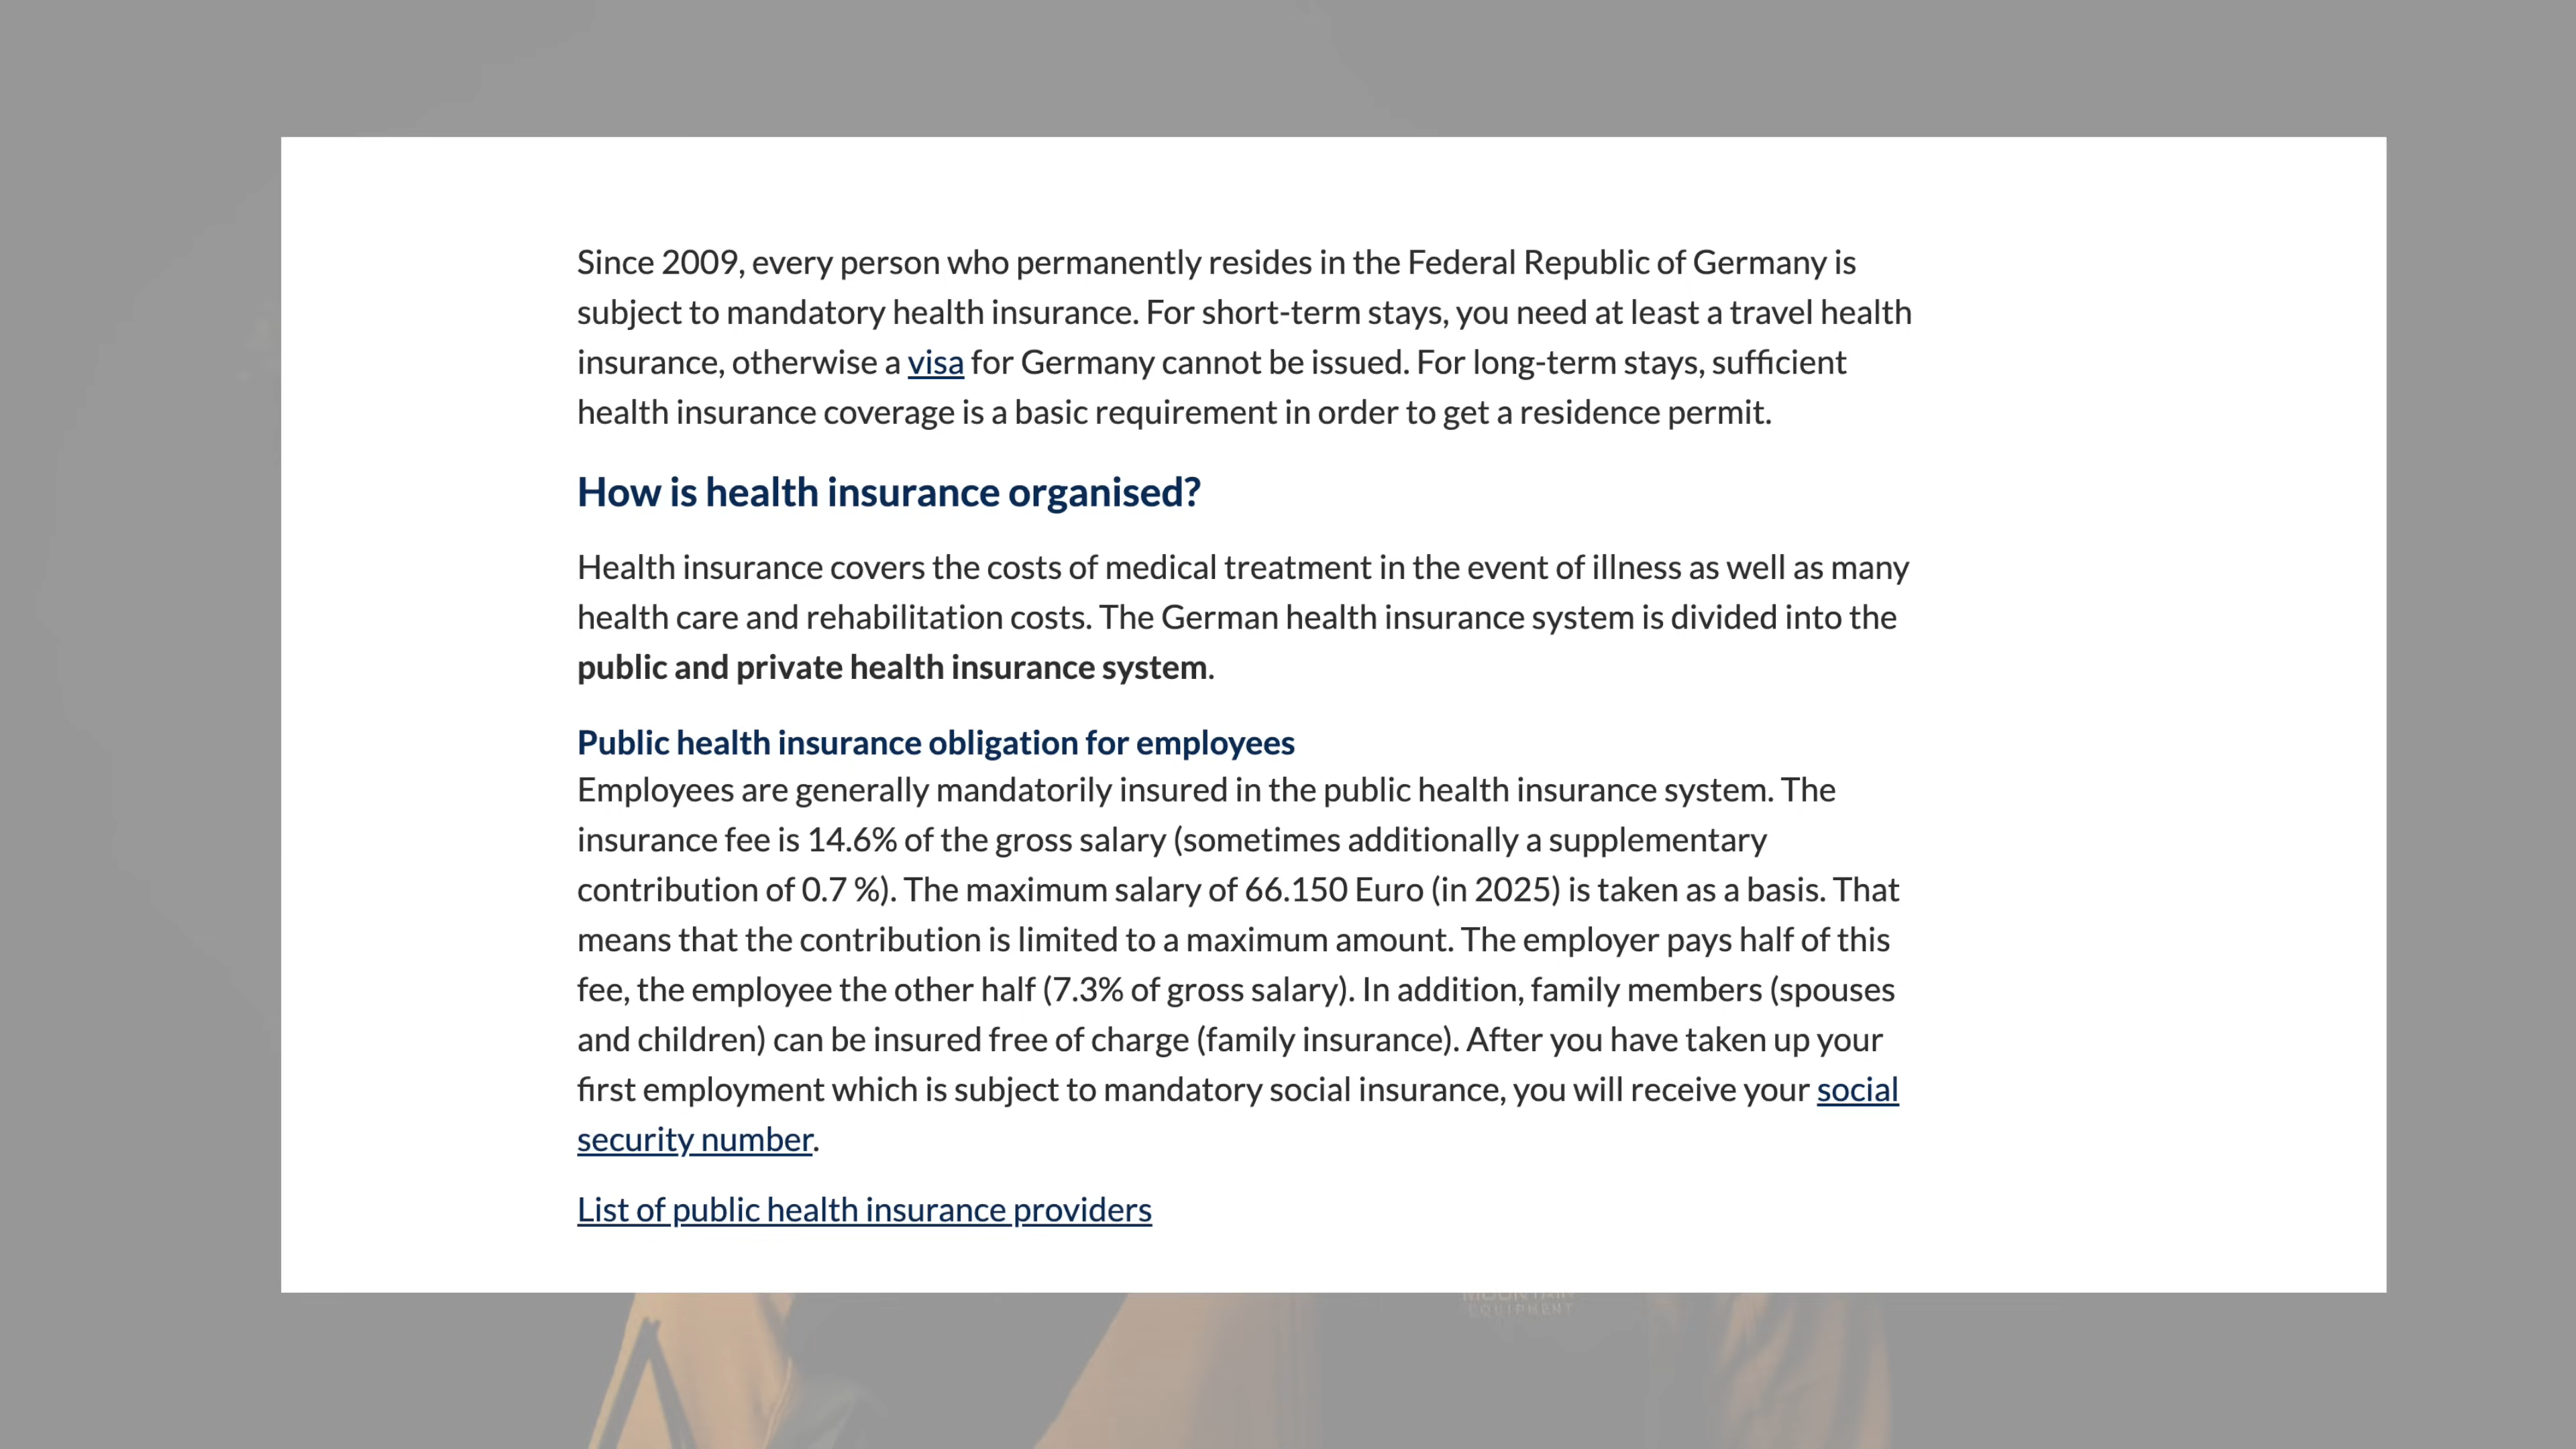 Since 2009, every person who permanently resides in the Federal Republic of Germany is
subject to mandatory health insurance. For short-term stays, you need at least a travel health
insurance, otherwise a visa for Germany cannot be issued. For long-term stays, sufficient
health insurance coverage is a basic requirement in order to get a residence permit.
How is health insurance organised?
Health insurance covers the costs of medical treatment in the event of illness as well as many
health care and rehabilitation costs. The German health insurance system is divided into the
public and private health insurance system.
Public health insurance obligation for employees
Employees are generally mandatorily insured in the public health insurance system. The
insurance fee is 14.6% of the gross salary (sometimes additionally a supplementary
contribution of 0.7 %). The maximum salary of 66.150 Euro (in 2025) is taken as a basis. That
means that the contribution is limited to a maximum amount. The employer pays half of this
fee, the employee the other half (7.3% of gross salary). In addition, family members (spouses
and children) can be insured free of charge (family insurance). After you have taken up your
first employment which is subject to mandatory social insurance, you will receive your social
security number.
List of public health insurance providers
MOUNTAIN
EQUIPMENT